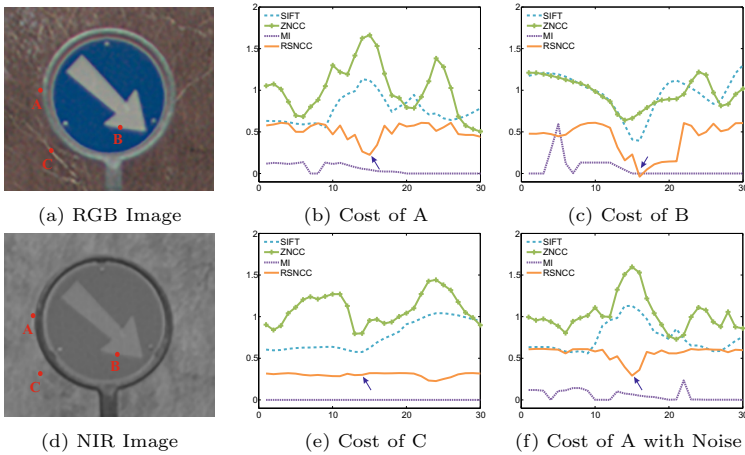 A
B
C
(a) RGB Image
2
1.5
1
0.5
0
0 10 20 30
SIFT
ZNCC
MI
RSNCC
(b) Cost of A
2
1.5
1
0.5
0
0 10 20 30
SIFT
ZNCC
MI
RSNCC
(c) Cost of B
A
B
C
(d) NIR Image
2
1.5
1
0.5
0
0 10 20 30
SIFT
ZNCC
MI
RSNCC
(e) Cost of C
2
1.5
1
0.5
0
0 10 20 30
SIFT
ZNCC
MI
RSNCC
(f) Cost of A with Noise